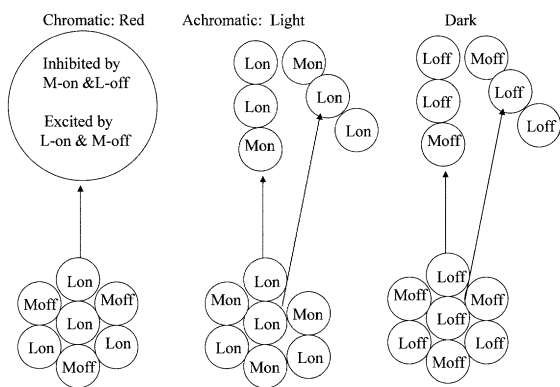 Chromatic: Red
Inhibited by
M-on &L-off
Excited by
L-on & M-off
Lon
Moff
Moff
Lon
Lon
Lon
Moff
Achromatic: Light
Lon
Lon
Mon
Mon
Lon
Lon
Lon
Mon
Mon
Lon
Lon
Lon
Mon
Dark
Loff
Loff
Moff
Moff
Loff
Loff
Loff
Moff
Moff
Loff
Loff
Loff
Moff